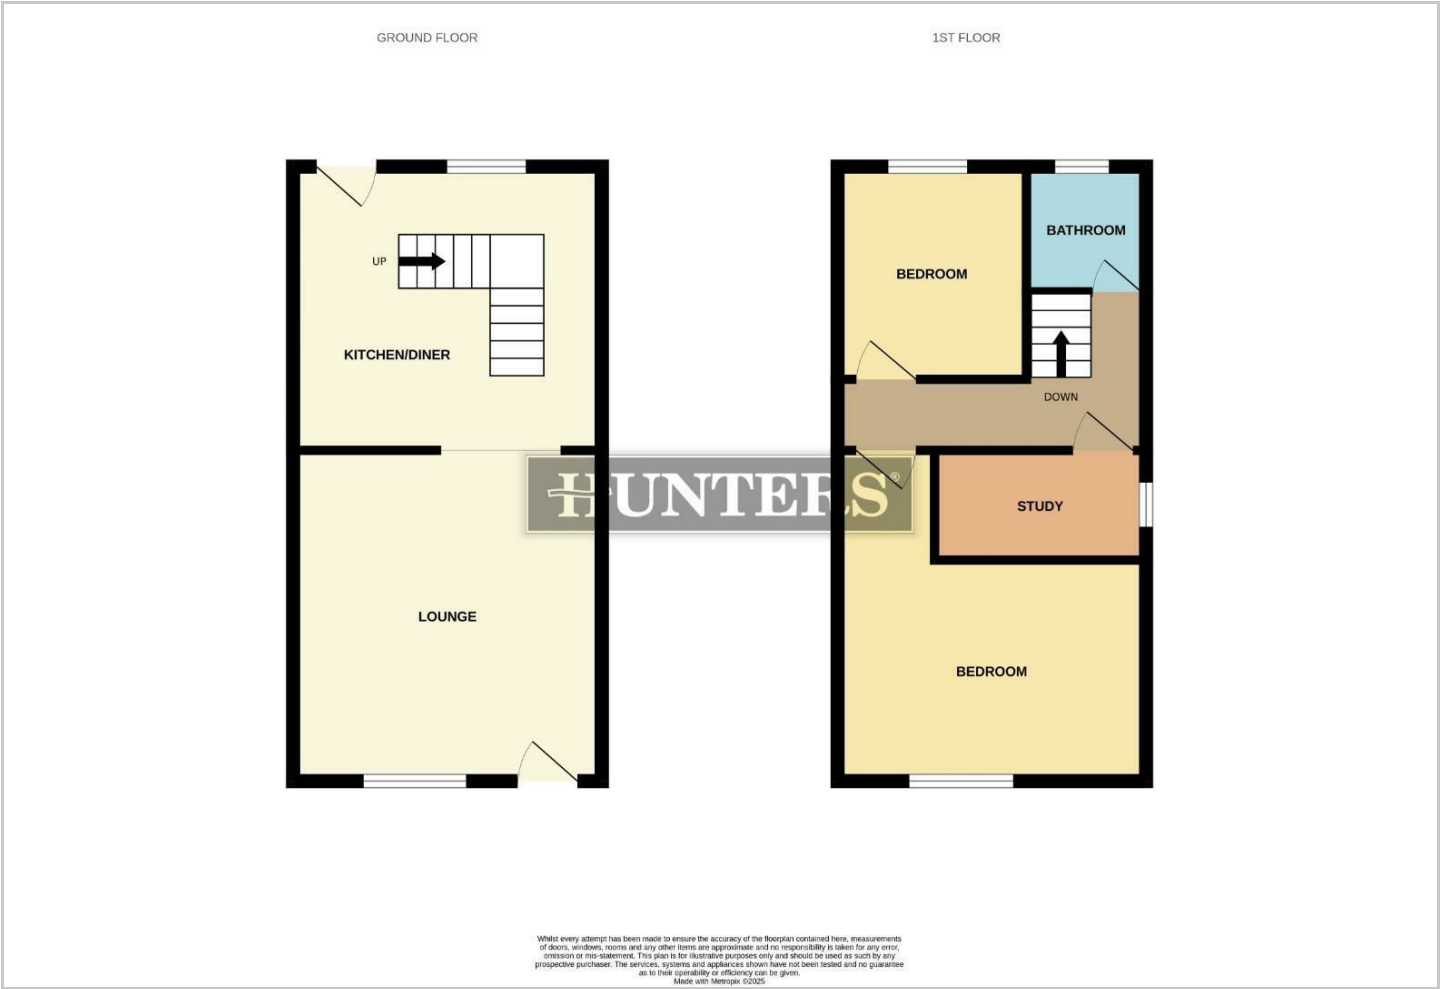 GROUND FLOOR
1ST FLOOR
UP
KITCHEN/DINER
LOUNGE
BEDROOM
BATHROOM
DOWN
STUDY
BEDROOM
HUNTERS®
Whilst every attempt has been made to ensure the accuracy of the floorplan contained here, measurements
of doors, windows, rooms and any other items are approximate and no responsibility is taken for any error,
omission or mis-statement. This plan is for illustrative purposes only and should be used as such by any
prospective purchaser. The services, systems and appliances shown have not been tested and no guarantee
as to their operability or efficiency can be given.
Made with Metropix ©2025